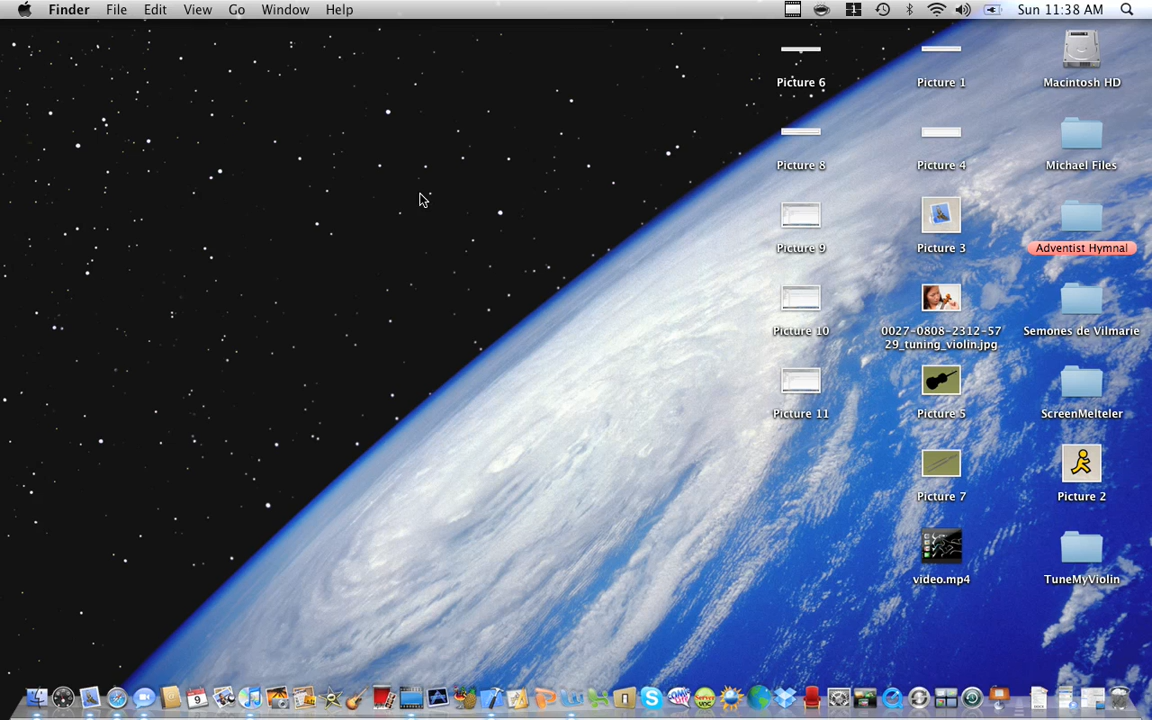 Finder File Edit View Go Window Help Sun 11:38 AM
Picture 6 Picture 1 Macintosh HD
Picture 8 Picture 4 Michael Files
Picture 9 Picture 3 Adventist Hymnal
Picture 10 0027-0808-2312-57 Semones de Vilmarie
29_tuning_violin.jpg
Picture 11 Picture 5 ScreenMelteler
Picture 7 Picture 2
video.mp4 TuneMyViolin